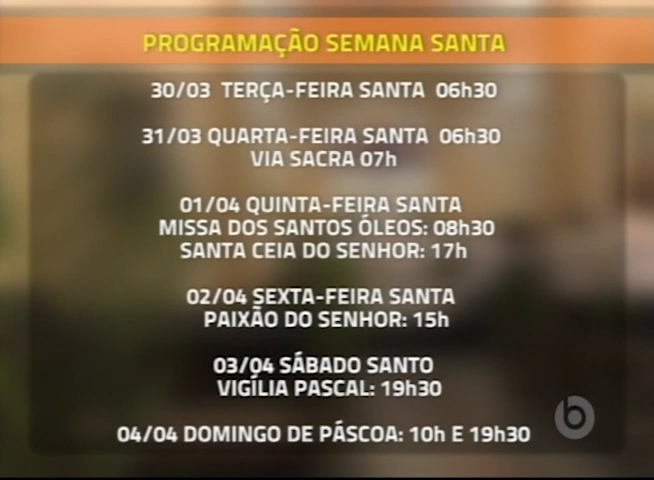 PROGRAMAÇÃO SEMANA SANTA
30/03 TERÇA-FEIRA SANTA 06h30
31/03 QUARTA-FEIRA SANTA 06h30
VIA SACRA 07h
01/04 QUINTA-FEIRA SANTA
MISSA DOS SANTOS ÓLEOS: 08h30
SANTA CEIA DO SENHOR: 17h
02/04 SEXTA-FEIRA SANTA
PAIXÃO DO SENHOR: 15h
03/04 SÁBADO SANTO
VIGÍLIA PASCAL: 19h30
04/04 DOMINGO DE PÁSCOA: 10h E 19h30
b